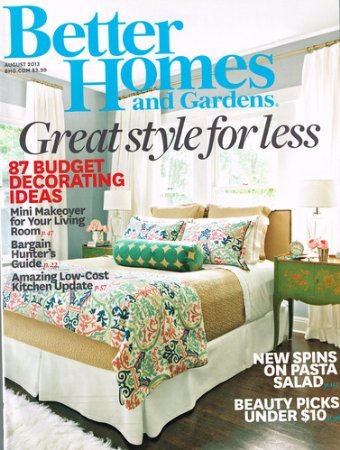 Better
Homes
and Gardens®
AUGUST 2013
BHG.COM $3.99
Great style for less
87 BUDGET
DECORATING
IDEAS
Mini Makeover
for Your Living
Room p.47
Bargain
Hunter's
Guide p.22
Amazing Low-Cost
Kitchen Update p.57
NEW SPINS
ON PASTA
SALAD
BEAUTY PICKS
UNDER $10